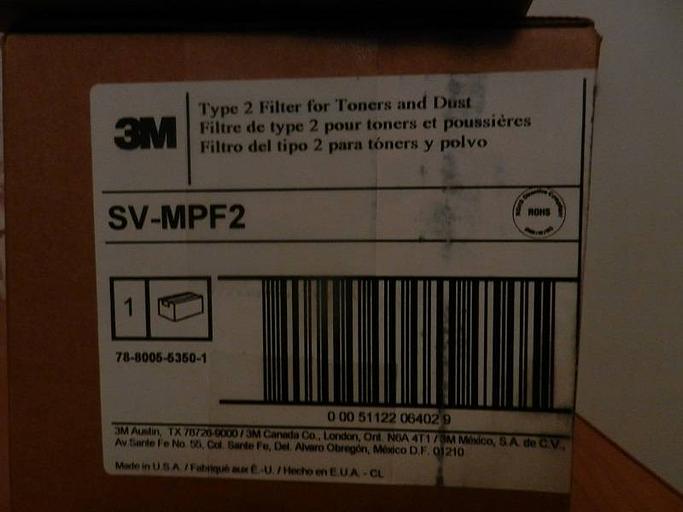 3M
Type 2 Filter for Toners and Dust
Filtre de type 2 pour toners et poussières
Filtro del tipo 2 para tóners y polvo
SV-MPF2
ROHS
1
78-8005-5350-1
0 00 51122 06402 9
3M Austin, TX 78726-9000 / 3M Canada Co., London, Ont. N6A 4T1 / 3M México, S.A. de C.V.,
Av. Sante Fe No. 55, Col. Sante Fe, Del. Alvaro Obregón, México D.F. 01210
Made in U.S.A. / Fabriqué aux É.-U. / Hecho en E.U.A. - CL